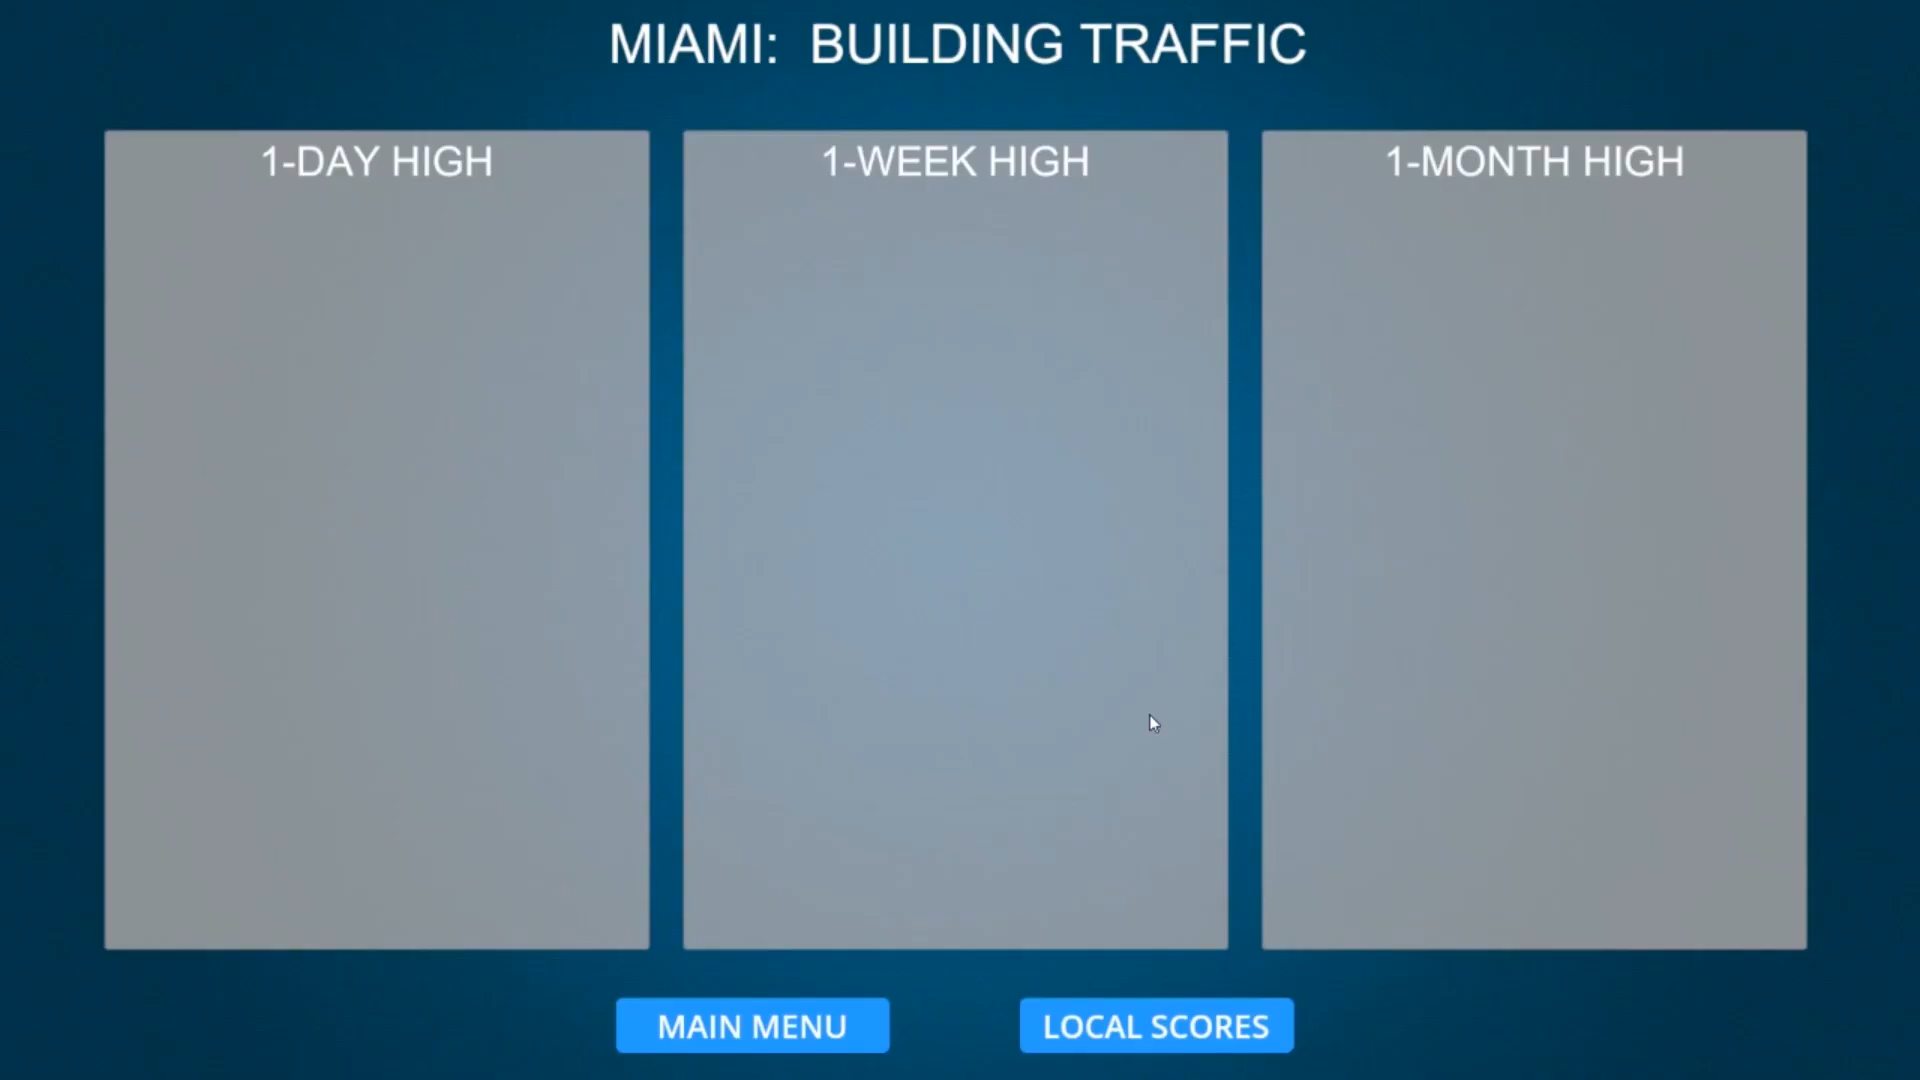 MIAMI:  BUILDING TRAFFIC
1-DAY HIGH
1-WEEK HIGH
1-MONTH HIGH
MAIN MENU
LOCAL SCORES